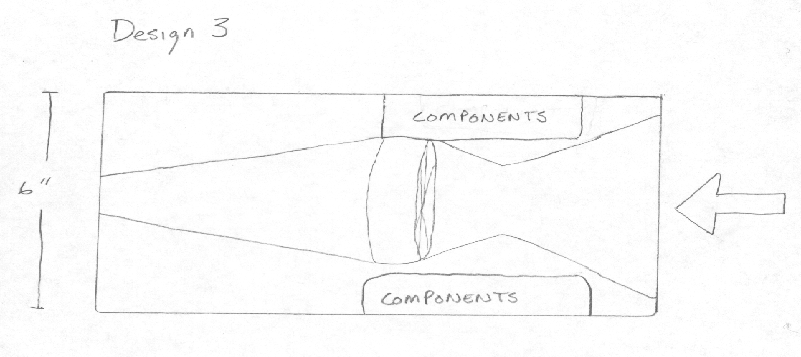 Design 3
COMPONENTS
6"
COMPONENTS